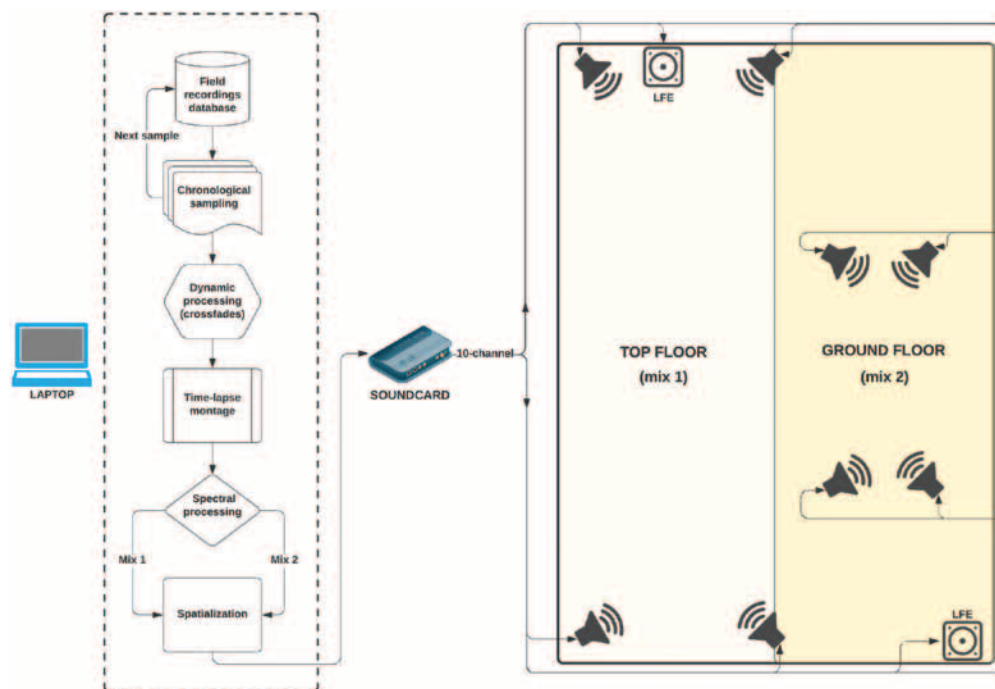 Field
recordings
database
Next sample
Chronological
sampling
Dynamic
processing
(crossfades)
Time-lapse
montage
Spectral
processing
Mix 1
Mix 2
Spatialization
LAPTOP
SOUNDCARD
10-channel
LFE
TOP FLOOR
(mix 1)
GROUND FLOOR
(mix 2)
LFE